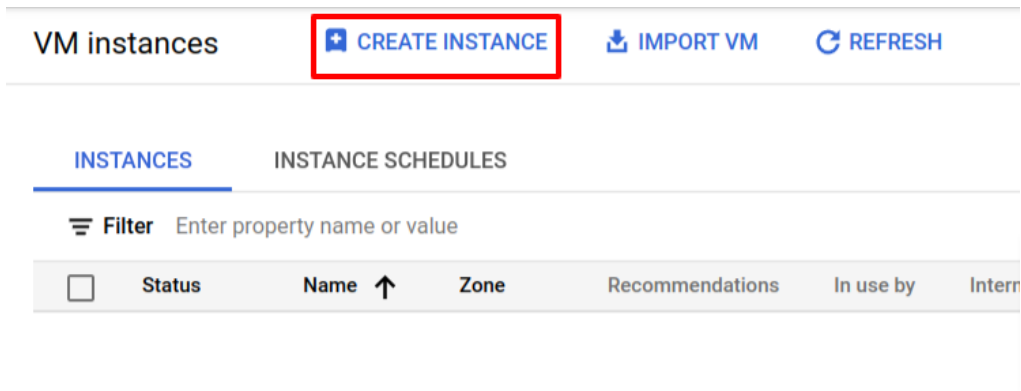 VM instances CREATE INSTANCE IMPORT VM REFRESH
INSTANCES INSTANCE SCHEDULES
Filter Enter property name or value
Status Name Zone Recommendations In use by Intern